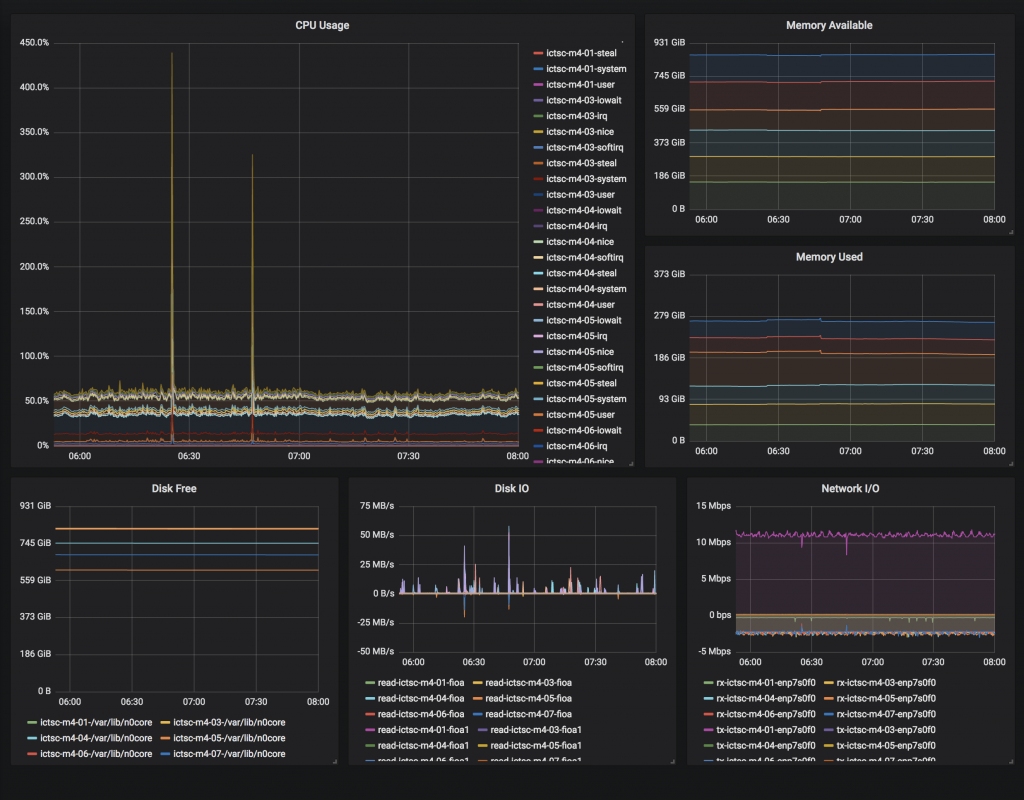 CPU Usage
450.0%
400.0%
350.0%
300.0%
250.0%
200.0%
150.0%
100.0%
50.0%
0%
06:00 06:30 07:00 07:30 08:00
ictsc-m4-01-steal
ictsc-m4-01-system
ictsc-m4-01-user
ictsc-m4-03-iowait
ictsc-m4-03-irq
ictsc-m4-03-nice
ictsc-m4-03-softirq
ictsc-m4-03-steal
ictsc-m4-03-system
ictsc-m4-03-user
ictsc-m4-04-iowait
ictsc-m4-04-irq
ictsc-m4-04-nice
ictsc-m4-04-softirq
ictsc-m4-04-steal
ictsc-m4-04-system
ictsc-m4-04-user
ictsc-m4-05-iowait
ictsc-m4-05-irq
ictsc-m4-05-nice
ictsc-m4-05-softirq
ictsc-m4-05-steal
ictsc-m4-05-system
ictsc-m4-05-user
ictsc-m4-06-iowait
ictsc-m4-06-irq
ictsc-m4-06-nice
Memory Available
931 GiB
745 GiB
559 GiB
373 GiB
186 GiB
0 B
06:00 06:30 07:00 07:30 08:00
Memory Used
373 GiB
279 GiB
186 GiB
93 GiB
0 B
06:00 06:30 07:00 07:30 08:00
Disk Free
931 GiB
745 GiB
559 GiB
373 GiB
186 GiB
0 B
06:00 06:30 07:00 07:30 08:00
ictsc-m4-01-/var/lib/n0core ictsc-m4-03-/var/lib/n0core
ictsc-m4-04-/var/lib/n0core ictsc-m4-05-/var/lib/n0core
ictsc-m4-06-/var/lib/n0core ictsc-m4-07-/var/lib/n0core
Disk IO
75 MB/s
50 MB/s
25 MB/s
0 B/s
-25 MB/s
-50 MB/s
06:00 06:30 07:00 07:30 08:00
read-ictsc-m4-01-fioa read-ictsc-m4-03-fioa
read-ictsc-m4-04-fioa read-ictsc-m4-05-fioa
read-ictsc-m4-06-fioa read-ictsc-m4-07-fioa
read-ictsc-m4-01-fioa1 read-ictsc-m4-03-fioa1
read-ictsc-m4-04-fioa1 read-ictsc-m4-05-fioa1
read-ictsc-m4-06-fioa1 read-ictsc-m4-07-fioa1
Network I/O
15 Mbps
10 Mbps
5 Mbps
0 bps
-5 Mbps
06:00 06:30 07:00 07:30 08:00
rx-ictsc-m4-01-enp7s0f0 rx-ictsc-m4-03-enp7s0f0
rx-ictsc-m4-04-enp7s0f0 rx-ictsc-m4-05-enp7s0f0
rx-ictsc-m4-06-enp7s0f0 rx-ictsc-m4-07-enp7s0f0
tx-ictsc-m4-01-enp7s0f0 tx-ictsc-m4-03-enp7s0f0
tx-ictsc-m4-04-enp7s0f0 tx-ictsc-m4-05-enp7s0f0
tx-ictsc-m4-06-enp7s0f0 tx-ictsc-m4-07-enp7s0f0